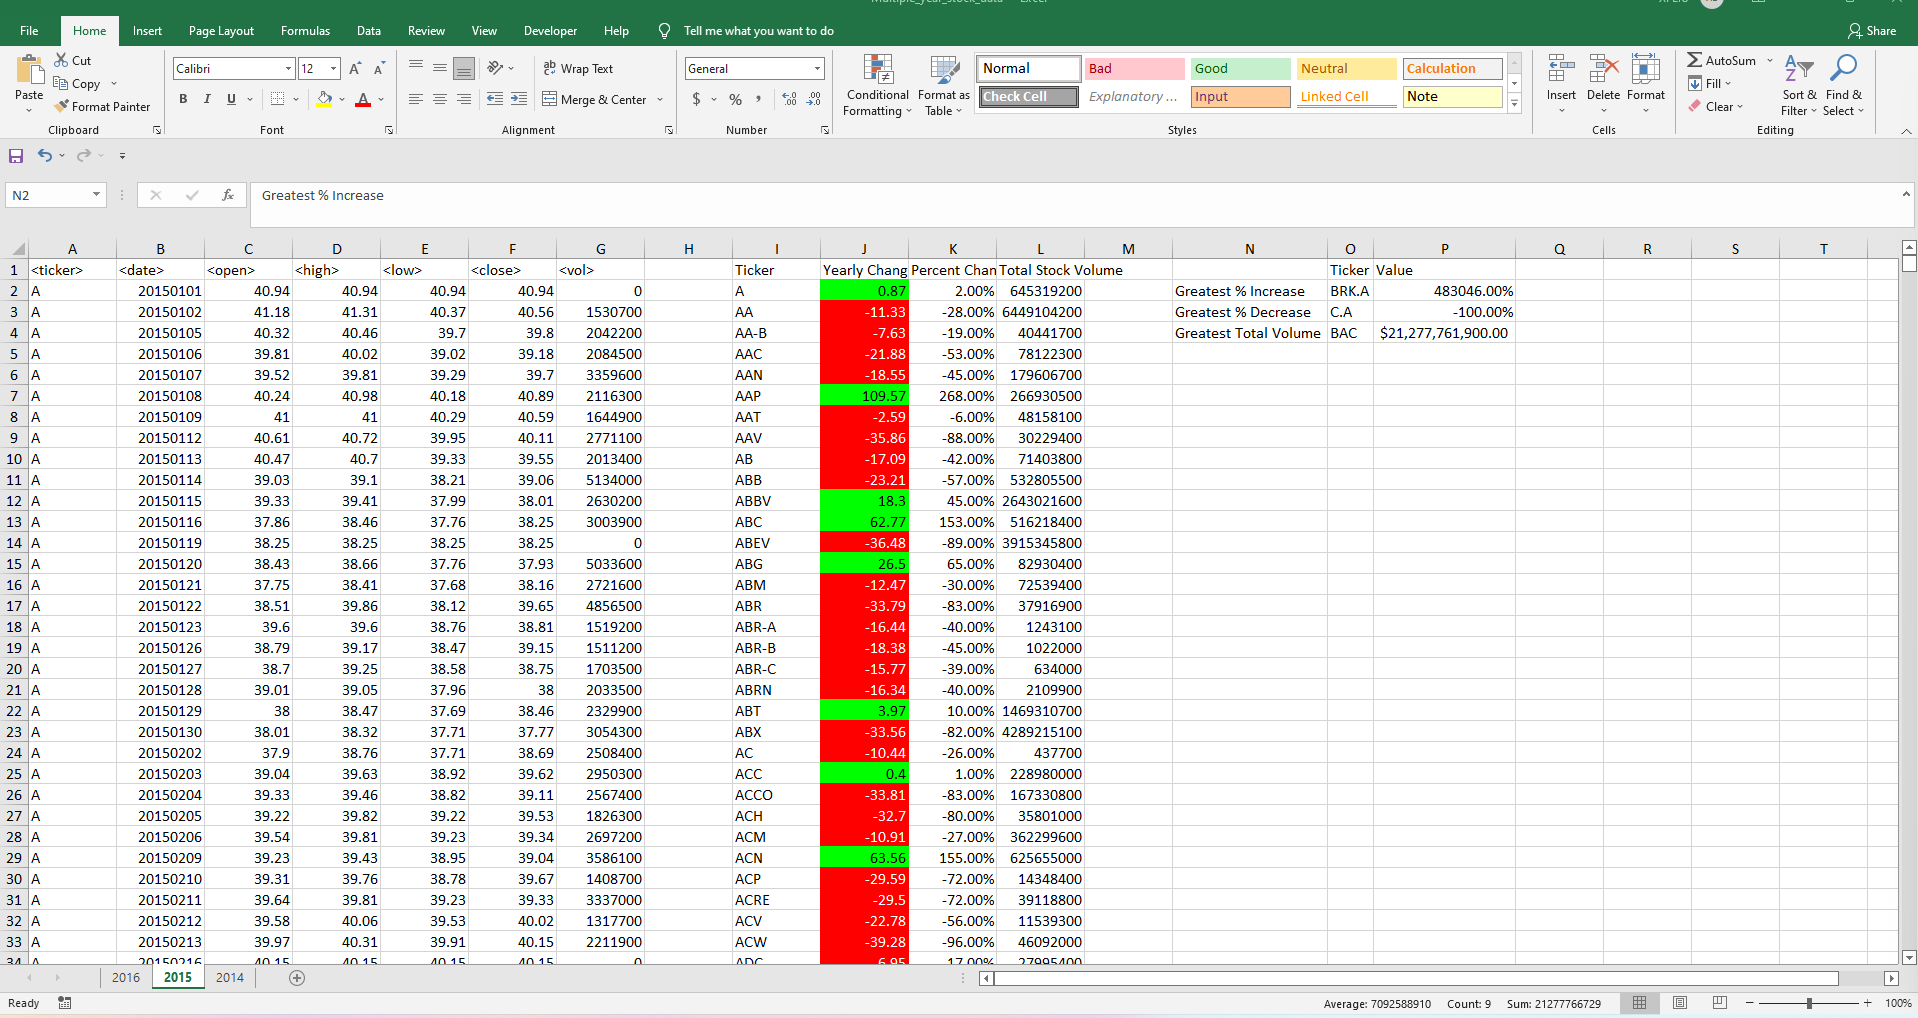 File Home Insert Page Layout Formulas Data Review View Developer Help Tell me what you want to do Share
Cut
Copy
Format Painter
Paste
Clipboard
Calibri 12
B I U
Font
Wrap Text
Merge & Center
Alignment
General
$ % ,
Number
Conditional Formatting
Format as Table
Normal Bad Good Neutral Calculation
Check Cell Explanatory ... Input Linked Cell Note
Styles
Insert Delete Format
Cells
AutoSum
Fill
Clear
Sort & Filter
Find & Select
Editing
N2 fx Greatest % Increase
A B C D E F G H I J K L M N O P Q R S T
1 <ticker> <date> <open> <high> <low> <close> <vol> Ticker Yearly Chang Percent Chan Total Stock Volume Ticker Value
2 A 20150101 40.94 40.94 40.94 40.94 0 A 0.87 2.00% 645319200 Greatest % Increase BRK.A 483046.00%
3 A 20150102 41.18 41.31 40.37 40.56 1530700 AA -11.33 -28.00% 6449104200 Greatest % Decrease C.A -100.00%
4 A 20150105 40.32 40.46 39.7 39.8 2042200 AA-B -7.63 -19.00% 40441700 Greatest Total Volume BAC $21,277,761,900.00
5 A 20150106 39.81 40.02 39.02 39.18 2084500 AAC -21.88 -53.00% 78122300
6 A 20150107 39.52 39.81 39.29 39.7 3359600 AAN -18.55 -45.00% 179606700
7 A 20150108 40.24 40.98 40.18 40.89 2116300 AAP 109.57 268.00% 266930500
8 A 20150109 41 41 40.29 40.59 1644900 AAT -2.59 -6.00% 48158100
9 A 20150112 40.61 40.72 39.95 40.11 2771100 AAV -35.86 -88.00% 30229400
10 A 20150113 40.47 40.7 39.33 39.55 2013400 AB -17.09 -42.00% 71403800
11 A 20150114 39.03 39.1 38.21 39.06 5134000 ABB -23.21 -57.00% 532805500
12 A 20150115 39.33 39.41 37.99 38.01 2630200 ABBV 18.3 45.00% 2643021600
13 A 20150116 37.86 38.46 37.76 38.25 3003900 ABC 62.77 153.00% 516218400
14 A 20150119 38.25 38.25 38.25 38.25 0 ABEV -36.48 -89.00% 3915345800
15 A 20150120 38.43 38.66 37.76 37.93 5033600 ABG 26.5 65.00% 82930400
16 A 20150121 37.75 38.41 37.68 38.16 2721600 ABM -12.47 -30.00% 72539400
17 A 20150122 38.51 39.86 38.12 39.65 4856500 ABR -33.79 -83.00% 37916900
18 A 20150123 39.6 39.6 38.76 38.81 1519200 ABR-A -16.44 -40.00% 1243100
19 A 20150126 38.79 39.17 38.47 39.15 1511200 ABR-B -18.38 -45.00% 1022000
20 A 20150127 38.7 39.25 38.58 38.75 1703500 ABR-C -15.77 -39.00% 634000
21 A 20150128 39.01 39.05 37.96 38 2033500 ABRN -16.34 -40.00% 2109900
22 A 20150129 38 38.47 37.69 38.46 2329900 ABT 3.97 10.00% 1469310700
23 A 20150130 38.01 38.32 37.71 37.77 3054300 ABX -33.56 -82.00% 4289215100
24 A 20150202 37.9 38.76 37.71 38.69 2508400 AC -10.44 -26.00% 437700
25 A 20150203 39.04 39.63 38.92 39.62 2950300 ACC 0.4 1.00% 228980000
26 A 20150204 39.33 39.46 38.82 39.11 2567400 ACCO -33.81 -83.00% 167330800
27 A 20150205 39.22 39.82 39.22 39.53 1826300 ACH -32.7 -80.00% 35801000
28 A 20150206 39.54 39.81 39.23 39.34 2697200 ACM -10.91 -27.00% 362299600
29 A 20150209 39.23 39.43 38.95 39.04 3586100 ACN 63.56 155.00% 625655000
30 A 20150210 39.31 39.76 38.78 39.67 1408700 ACP -29.59 -72.00% 14348400
31 A 20150211 39.64 39.81 39.23 39.33 3337000 ACRE -29.5 -72.00% 39118800
32 A 20150212 39.58 40.06 39.53 40.02 1317700 ACV -22.78 -56.00% 11539300
33 A 20150213 39.97 40.31 39.91 40.15 2211900 ACW -39.28 -96.00% 46092000
34 A 20150216 40.15 40.15 40.15 40.15 0 ADC 6.95 17.00% 27995400
2016 2015 2014
Ready Average: 7092588910 Count: 9 Sum: 21277766729 100%